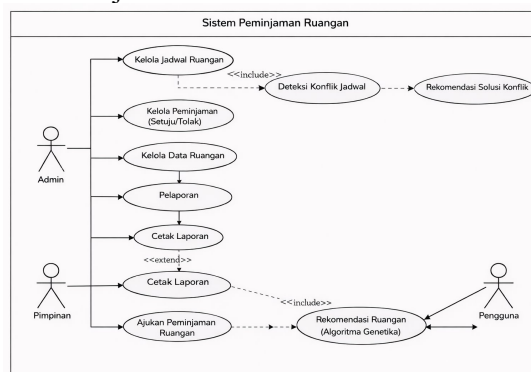 Sistem Peminjaman Ruangan
Kelola Jadwal Ruangan
<<include>>
Deteksi Konflik Jadwal
Rekomendasi Solusi Konflik
Kelola Peminjaman
(Setuju/Tolak)
Kelola Data Ruangan
Admin
Pelaporan
Cetak Laporan
<<extend>>
Cetak Laporan
<<include>>
Pimpinan
Pengguna
Ajukan Peminjaman
Ruangan
Rekomendasi Ruangan
(Algoritma Genetika)